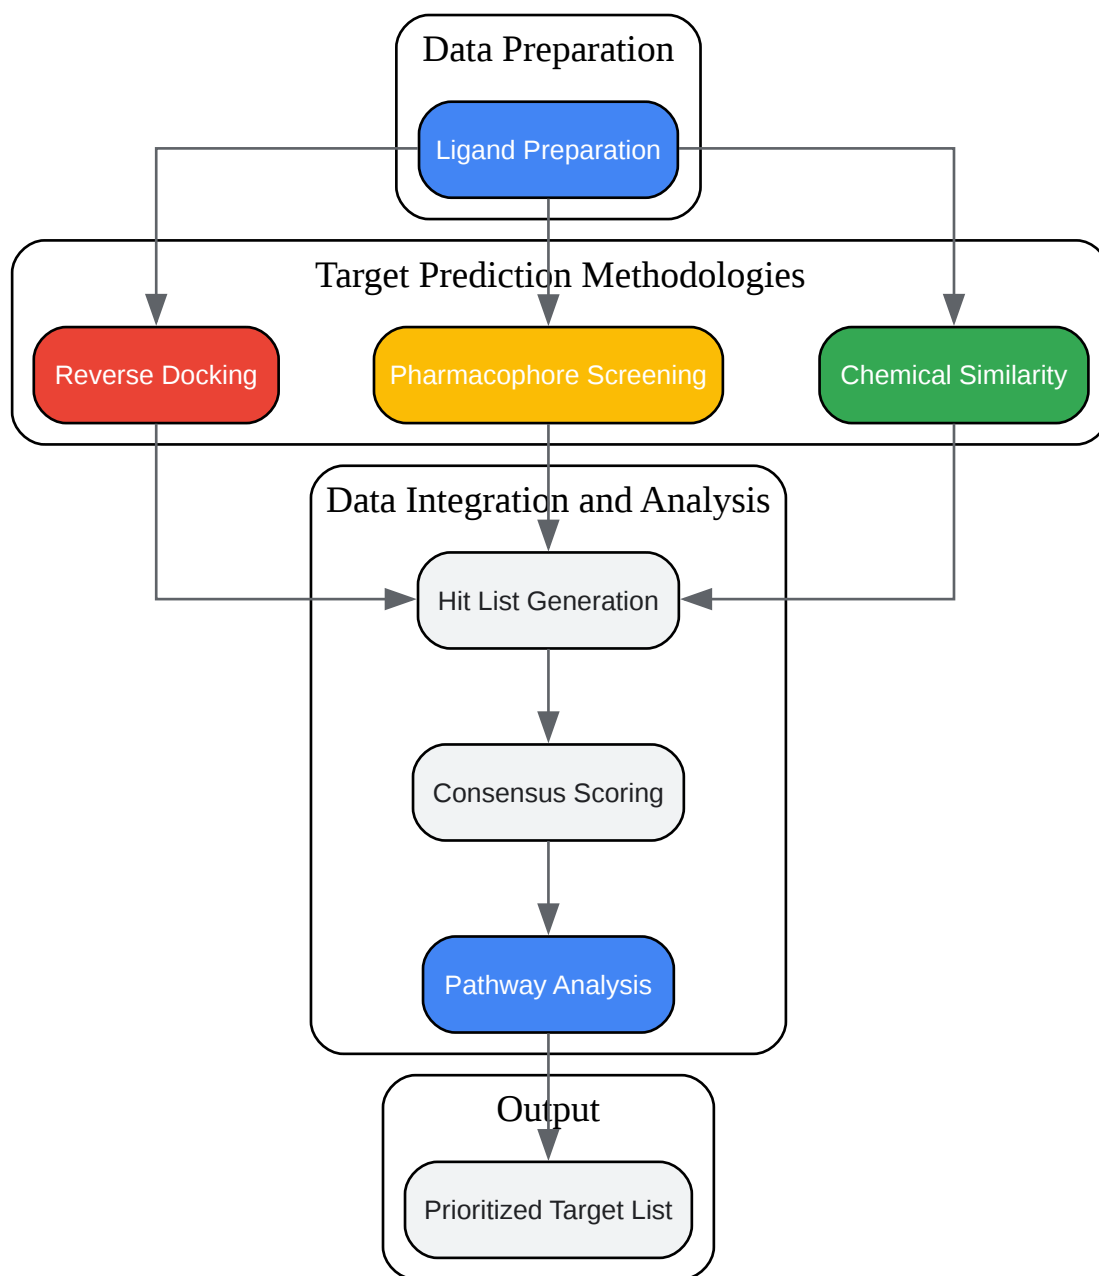 Data Preparation
Ligand Preparation
Target Prediction Methodologies
Reverse Docking
Pharmacophore Screening
Chemical Similarity
Data Integration and Analysis
Hit List Generation
Consensus Scoring
Pathway Analysis
Output
Prioritized Target List